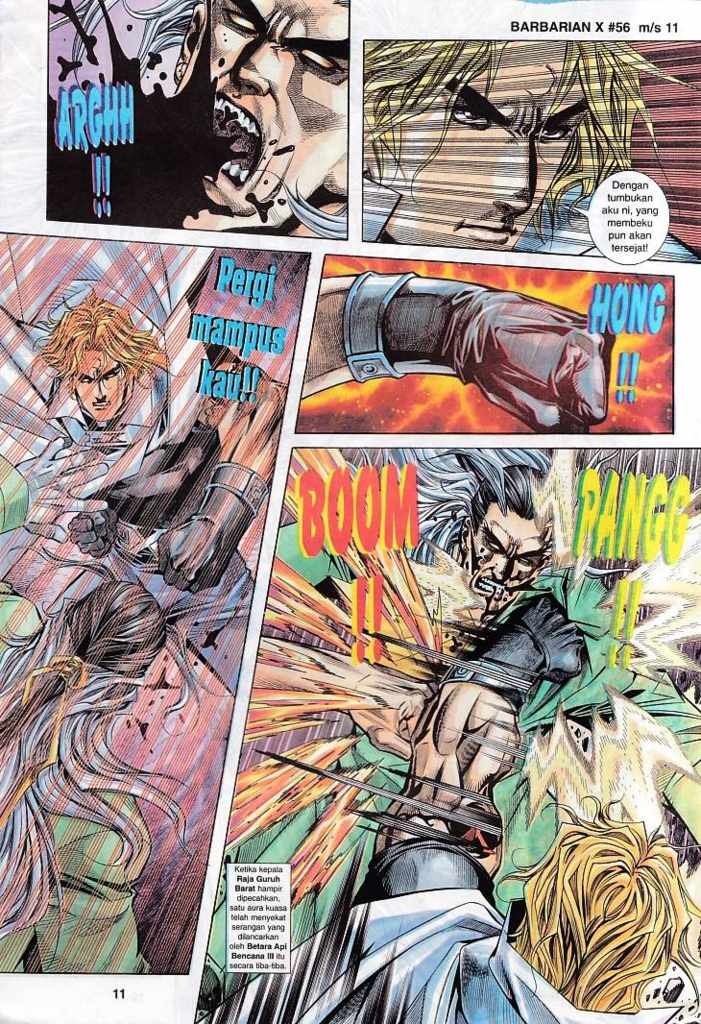 BARBARIAN X #56 m/s 11
ARGHH
!!
Dengan
tumbukan
aku ni, yang
membeku
pun akan
tersejat!
Pergi
mampus
kau!!
HONG
!!
BOOM
!!
PANGG
!!
Ketika kepala
Raja Guruh
Barat hampir
dipecahkan,
satu aura kuasa
telah menyekat
serangan yang
dilancarkan
oleh Betara Api
Bencana III itu
secara tiba-tiba.
11